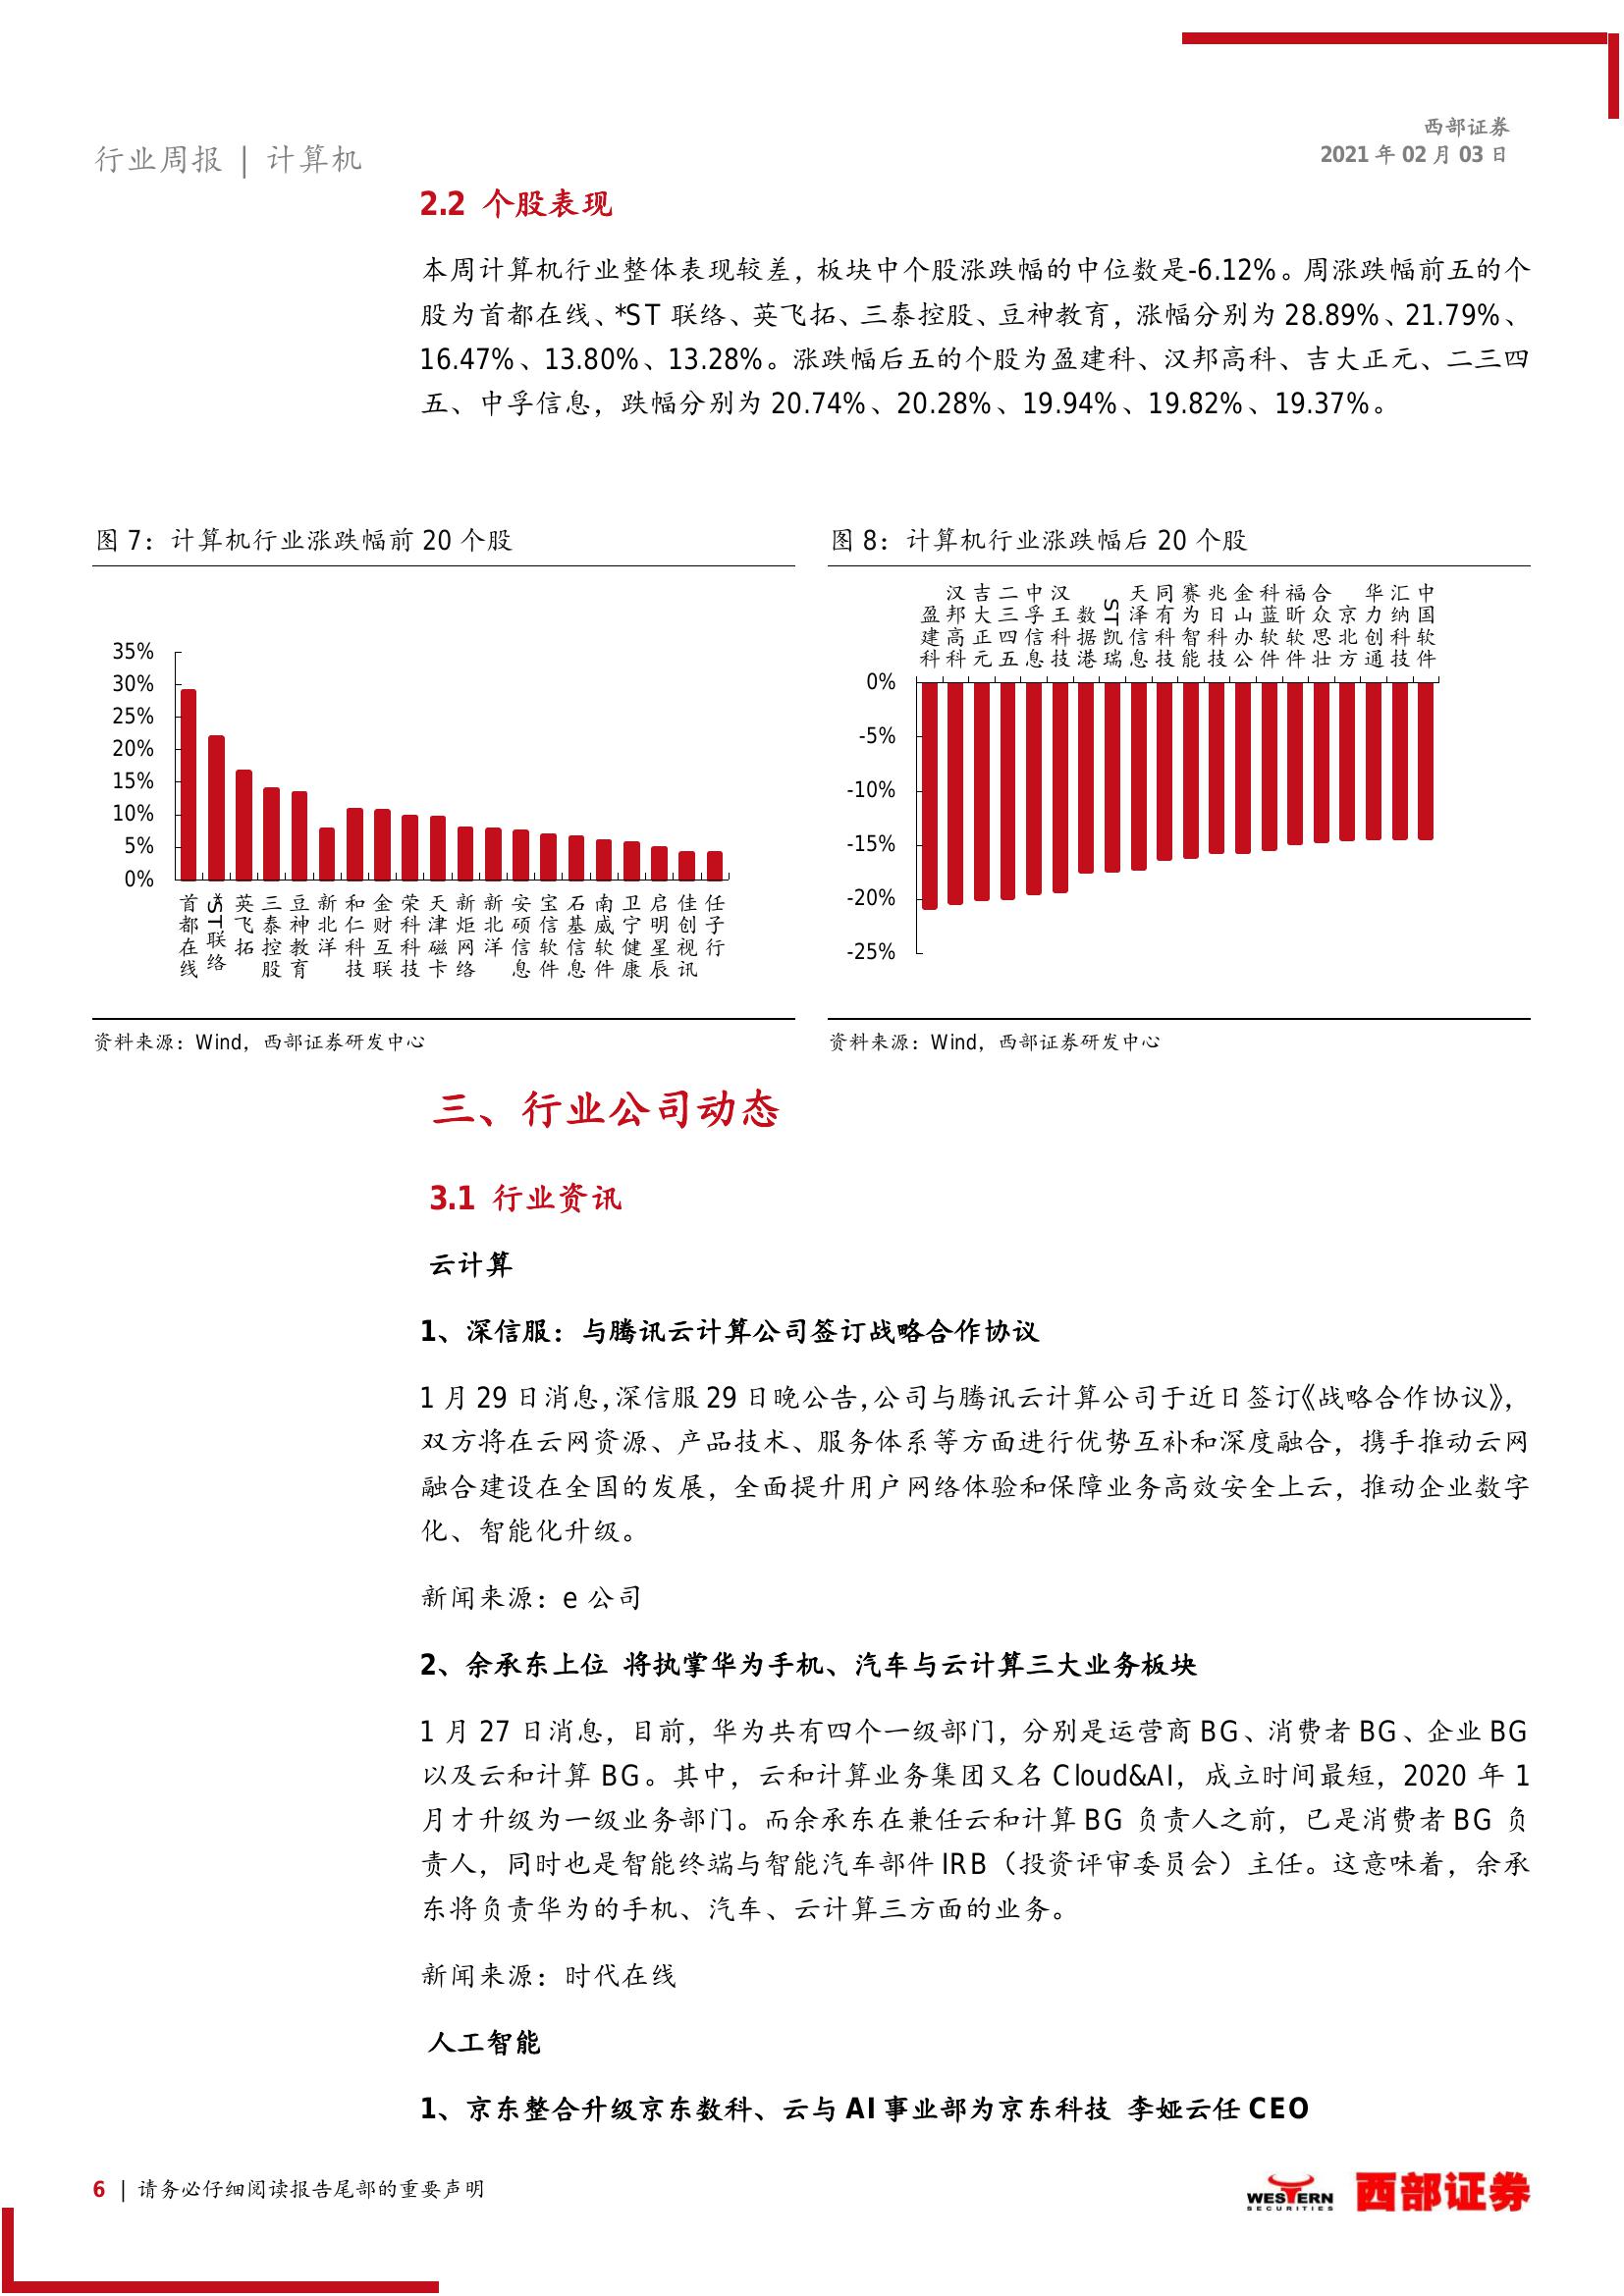 西部证券
2021 年 02 月 03 日
行业周报 | 计算机
2.2 个股表现
本周计算机行业整体表现较差，板块中个股涨跌幅的中位数是-6.12%。周涨跌幅前五的个
股为首都在线、*ST 联络、英飞拓、三泰控股、豆神教育，涨幅分别为 28.89%、21.79%、
16.47%、13.80%、13.28%。涨跌幅后五的个股为盈建科、汉邦高科、吉大正元、二三四
五、中孚信息，跌幅分别为 20.74%、20.28%、19.94%、19.82%、19.37%。
图 7：计算机行业涨跌幅前 20 个股
35%
30%
25%
20%
15%
10%
5%
0%
首都在线
*ST联络
英飞拓
三泰控股
豆神教育
新北洋
和仁科技
金财互联
荣科科技
天津磁卡
新炬网络
新北洋
安硕信息
宝信软件
石基信息
南威软件
卫宁健康
启明星辰
佳创视讯
任子行
资料来源：Wind，西部证券研发中心
图 8：计算机行业涨跌幅后 20 个股
盈建科
汉邦高科
吉大正元
二三四五
中孚信息
汉王科技
数据港
ST凯瑞
天泽信息
同有科技
赛为智能
兆日科技
金山办公
科蓝软件
福昕软件
合众思壮
京北方
华力创通
汇纳科技
中国软件
0%
-5%
-10%
-15%
-20%
-25%
资料来源：Wind，西部证券研发中心
三、行业公司动态
3.1 行业资讯
云计算
1、深信服：与腾讯云计算公司签订战略合作协议
1 月 29 日消息，深信服 29 日晚公告，公司与腾讯云计算公司于近日签订《战略合作协议》，
双方将在云网资源、产品技术、服务体系等方面进行优势互补和深度融合，携手推动云网
融合建设在全国的发展，全面提升用户网络体验和保障业务高效安全上云，推动企业数字
化、智能化升级。
新闻来源：e 公司
2、余承东上位 将执掌华为手机、汽车与云计算三大业务板块
1 月 27 日消息，目前，华为共有四个一级部门，分别是运营商 BG、消费者 BG、企业 BG
以及云和计算 BG。其中，云和计算业务集团又名 Cloud&AI，成立时间最短，2020 年 1
月才升级为一级业务部门。而余承东在兼任云和计算 BG 负责人之前，已是消费者 BG 负
责人，同时也是智能终端与智能汽车部件 IRB（投资评审委员会）主任。这意味着，余承
东将负责华为的手机、汽车、云计算三方面的业务。
新闻来源：时代在线
人工智能
1、京东整合升级京东数科、云与 AI 事业部为京东科技 李娅云任 CEO
6 | 请务必仔细阅读报告尾部的重要声明
WESTERN
SECURITIES
西部证券